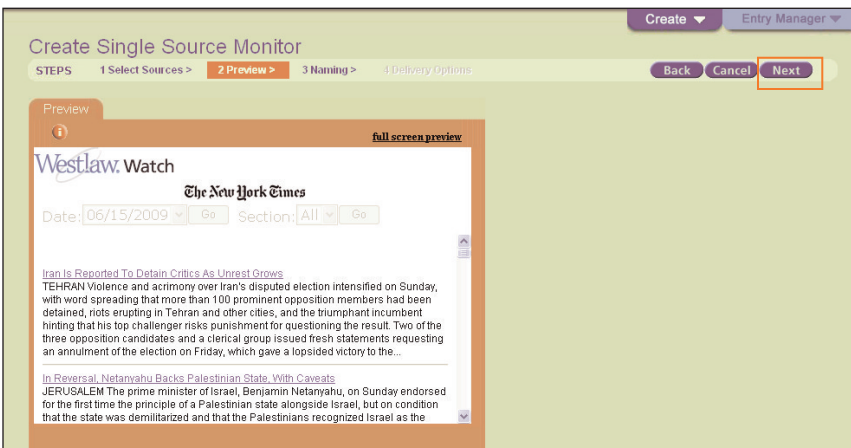 Create Entry Manager
Create Single Source Monitor
STEPS 1 Select Sources > 2 Preview > 3 Naming > 4 Delivery Options Back Cancel Next
Preview
i full screen preview
Westlaw. Watch
The New York Times
Date: 06/15/2009 Go Section: All Go
Iran Is Reported To Detain Critics As Unrest Grows
TEHRAN Violence and acrimony over Iran's disputed election intensified on Sunday,
with word spreading that more than 100 prominent opposition members had been
detained, riots erupting in Tehran and other cities, and the triumphant incumbent
hinting that his top challenger risks punishment for questioning the result. Two of the
three opposition candidates and a clerical group issued fresh statements requesting
an annulment of the election on Friday, which gave a lopsided victory to the...
In Reversal, Netanyahu Backs Palestinian State, With Caveats
JERUSALEM The prime minister of Israel, Benjamin Netanyahu, on Sunday endorsed
for the first time the principle of a Palestinian state alongside Israel, but on condition
that the state was demilitarized and that the Palestinians recognized Israel as the